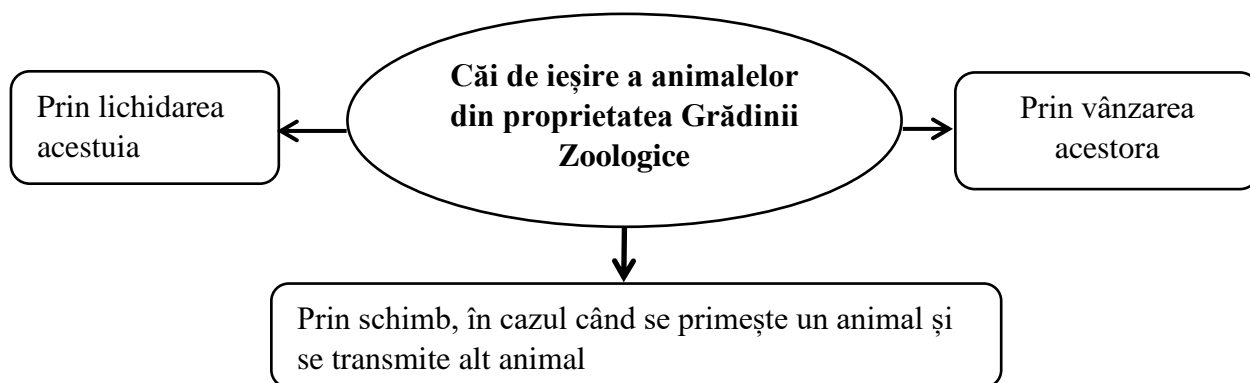 Căi de ieșire a animalelor
din proprietatea Grădinii
Zoologice
Prin lichidarea
acestuia
Prin vânzarea
acestora
Prin schimb, în cazul când se primește un animal și
se transmite alt animal